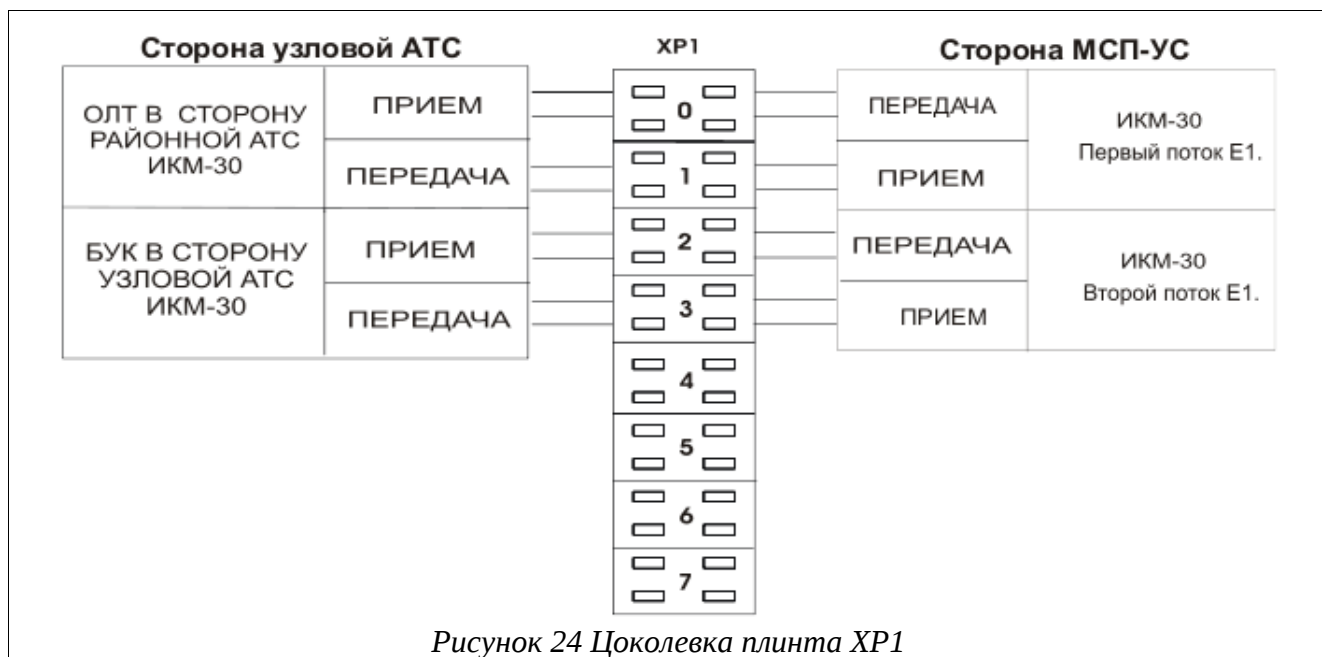 Сторона узловой АТС
XP1
Сторона МСП-УС
ОЛТ В СТОРОНУ
РАЙОННОЙ АТС
ИКМ-30
ПРИЕМ
ПЕРЕДАЧА
0
1
ПЕРЕДАЧА
ПРИЕМ
ИКМ-30
Первый поток Е1.
БУК В СТОРОНУ
УЗЛОВОЙ АТС
ИКМ-30
ПРИЕМ
ПЕРЕДАЧА
2
3
ПЕРЕДАЧА
ПРИЕМ
ИКМ-30
Второй поток Е1.
4
5
6
7
Рисунок 24 Цоколевка плинта XP1